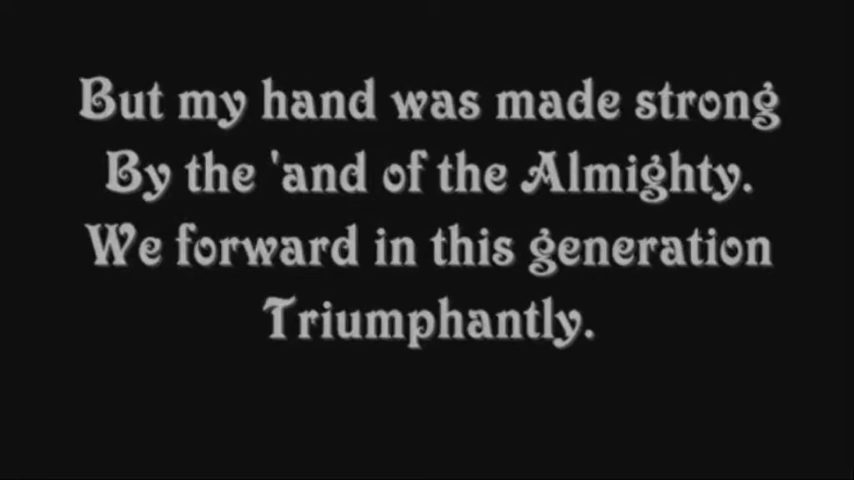 But my hand was made strong
By the 'and of the Almighty.
We forward in this generation
Triumphantly.